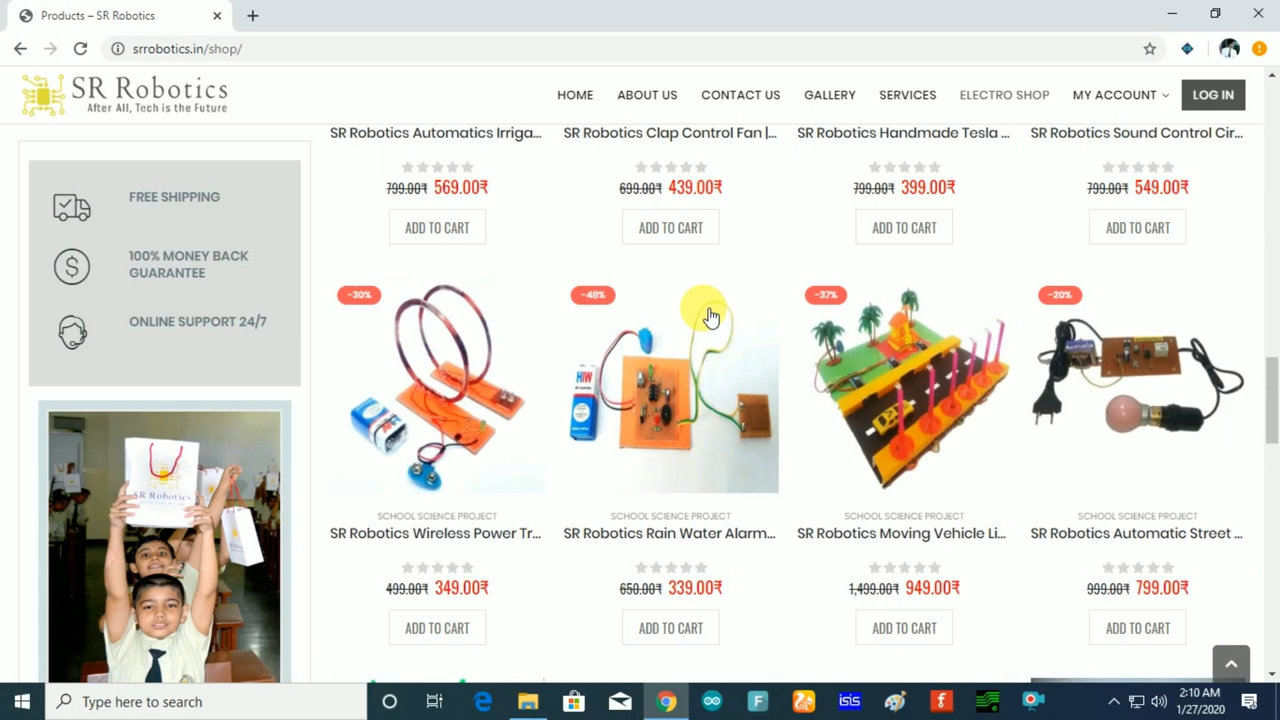 Products – SR Robotics
srrobotics.in/shop/
SR Robotics
After All, Tech is the Future
HOME
ABOUT US
CONTACT US
GALLERY
SERVICES
ELECTRO SHOP
MY ACCOUNT
LOG IN
SR Robotics Automatics Irriga...
SR Robotics Clap Control Fan |...
SR Robotics Handmade Tesla ...
SR Robotics Sound Control Cir...
799.00₹ 569.00₹
699.00₹ 439.00₹
799.00₹ 399.00₹
799.00₹ 549.00₹
ADD TO CART
ADD TO CART
ADD TO CART
ADD TO CART
FREE SHIPPING
100% MONEY BACK
GUARANTEE
ONLINE SUPPORT 24/7
SR Robotics
-30%
-48%
-37%
-20%
HIW
SCHOOL SCIENCE PROJECT
SCHOOL SCIENCE PROJECT
SCHOOL SCIENCE PROJECT
SCHOOL SCIENCE PROJECT
SR Robotics Wireless Power Tr...
SR Robotics Rain Water Alarm...
SR Robotics Moving Vehicle Li...
SR Robotics Automatic Street ...
499.00₹ 349.00₹
650.00₹ 339.00₹
1,499.00₹ 949.00₹
999.00₹ 799.00₹
ADD TO CART
ADD TO CART
ADD TO CART
ADD TO CART
Type here to search
isis
2:10 AM
1/27/2020